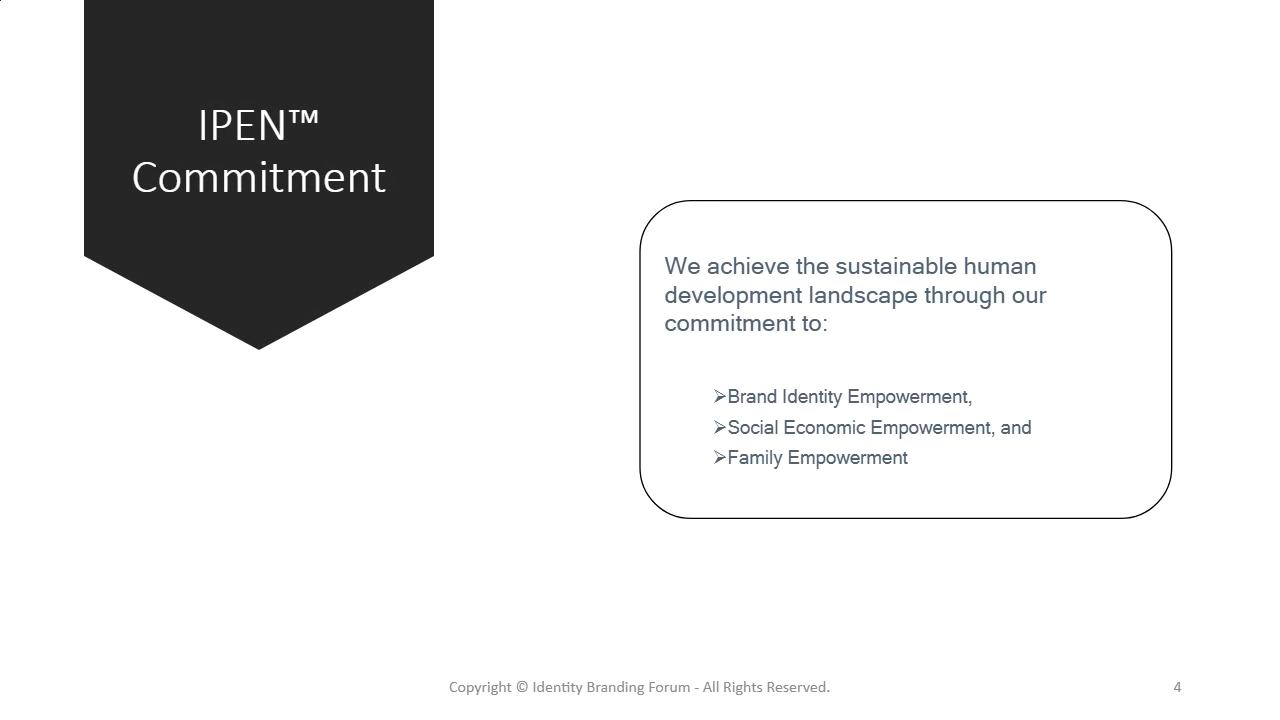 IPEN™
Commitment
We achieve the sustainable human
development landscape through our
commitment to:
➢Brand Identity Empowerment,
➢Social Economic Empowerment, and
➢Family Empowerment
Copyright © Identity Branding Forum - All Rights Reserved.
4